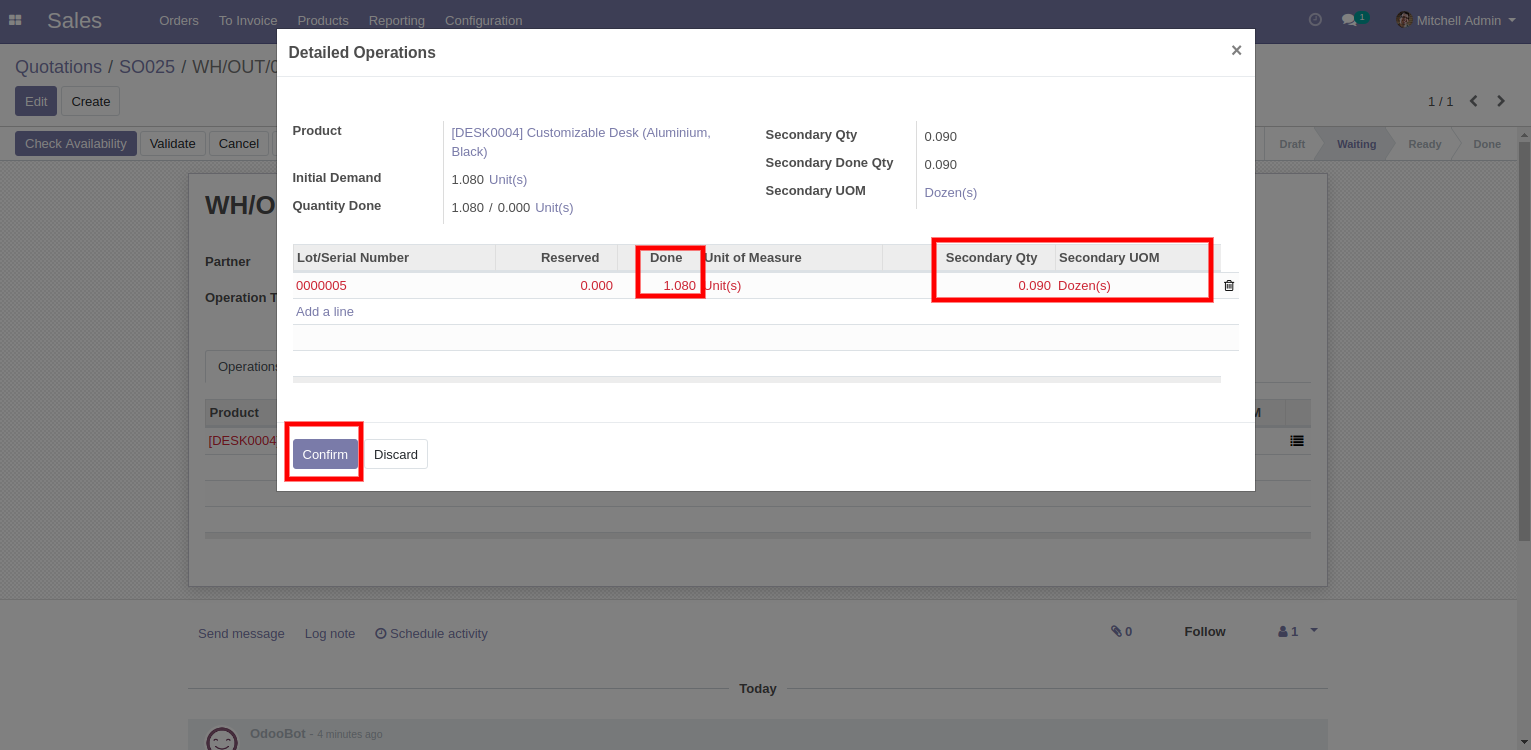 Sales Orders To Invoice Products Reporting Configuration 1 Mitchell Admin
Detailed Operations ×
Quotations / SO025 / WH/OUT/
Edit Create 1 / 1
Check Availability Validate Cancel Draft Waiting Ready Done
Product [DESK0004] Customizable Desk (Aluminium,
Black)
Initial Demand 1.080 Unit(s)
Quantity Done 1.080 / 0.000 Unit(s)
Secondary Qty 0.090
Secondary Done Qty 0.090
Secondary UOM Dozen(s)
WH/O
Partner
Operation T
Lot/Serial Number Reserved Done Unit of Measure Secondary Qty Secondary UOM
0000005 0.000 1.080 Unit(s) 0.090 Dozen(s)
Add a line
Operations
Product M
[DESK0004
Confirm Discard
Send message Log note Schedule activity 0 Follow 1
Today
OdooBot - 4 minutes ago